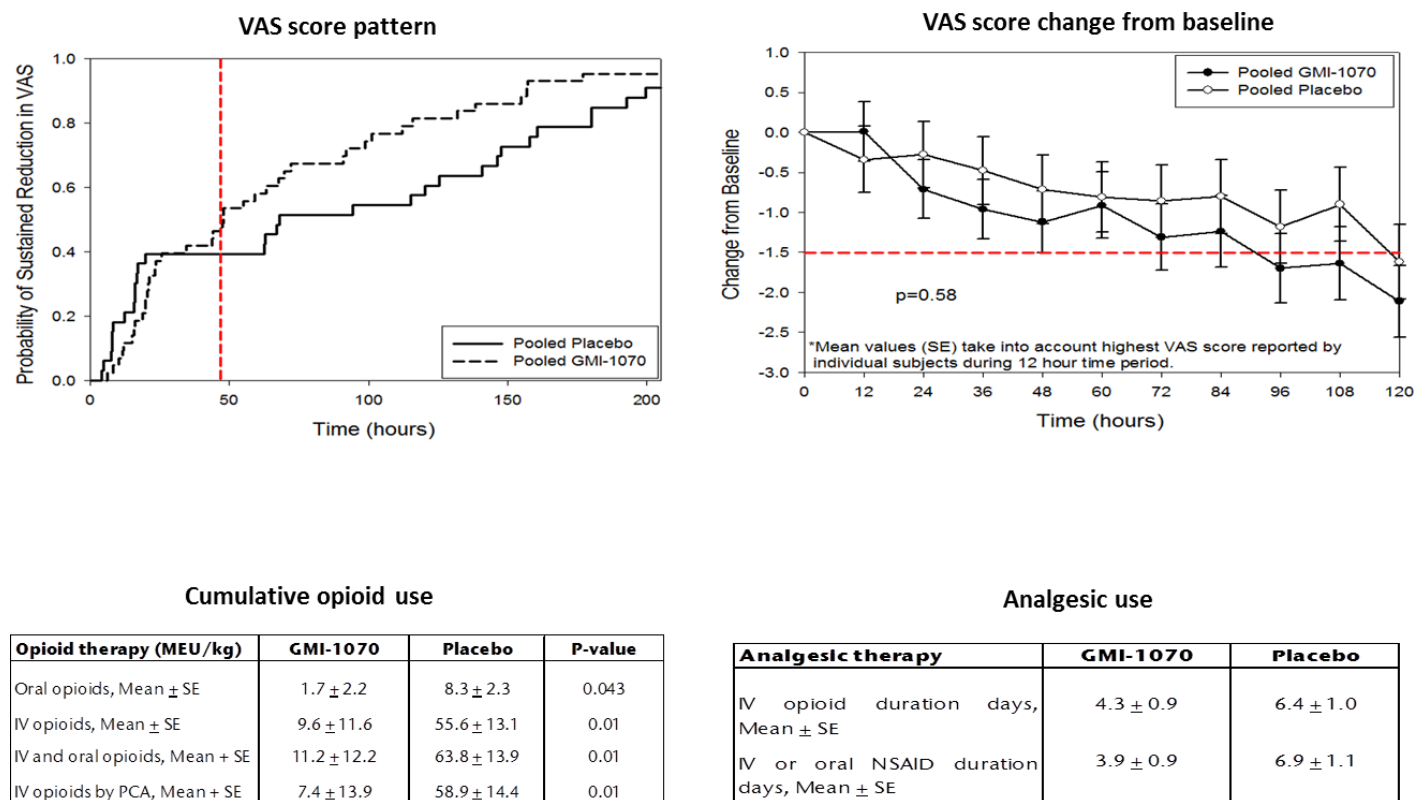 VAS score pattern
Probability of Sustained Reduction in VAS
1.0
0.8
0.6
0.4
0.2
0.0
0
50
100
150
200
Time (hours)
Pooled Placebo
Pooled GMI-1070
VAS score change from baseline
Change from Baseline
1.0
0.5
0.0
-0.5
-1.0
-1.5
-2.0
-2.5
-3.0
Pooled GMI-1070
Pooled Placebo
p=0.58
*Mean values (SE) take into account highest VAS score reported by
individual subjects during 12 hour time period.
0 12 24 36 48 60 72 84 96 108 120
Time (hours)
Cumulative opioid use
Opioid therapy (MEU/kg) GMI-1070 Placebo P-value
Oral opioids, Mean ± SE 1.7 ± 2.2 8.3 ± 2.3 0.043
IV opioids, Mean ± SE 9.6 ± 11.6 55.6 ± 13.1 0.01
IV and oral opioids, Mean + SE 11.2 ± 12.2 63.8 ± 13.9 0.01
IV opioids by PCA, Mean + SE 7.4 ± 13.9 58.9 ± 14.4 0.01
Analgesic use
Analgesic therapy GMI-1070 Placebo
IV opioid duration days, 4.3 ± 0.9 6.4 ± 1.0
Mean ± SE
IV or oral NSAID duration 3.9 ± 0.9 6.9 ± 1.1
days, Mean ± SE